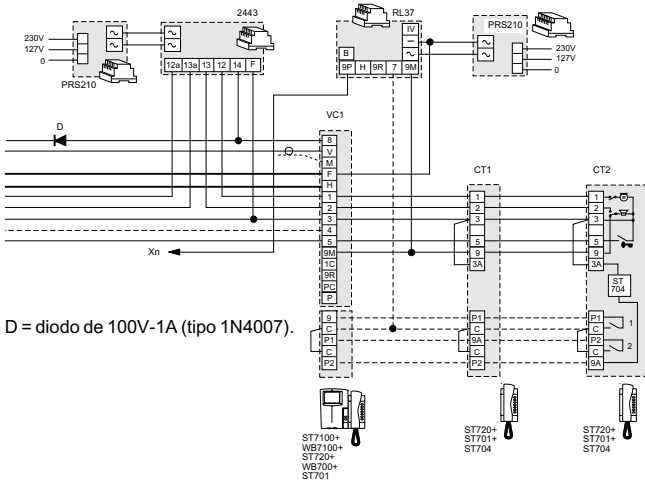 2443
RL37
PRS210
230V
127V
0
PRS210
12a 13a 13 12 14 F
IV
B
9P H 9R 7 9M
PRS210
230V
127V
0
D
VC1
8
V
M
F
H
1
2
3
4
5
9M
1C
9R
PC
P
9
C
P1
C
P2
Xn
CT1
1
2
3
5
9
3A
P1
C
9A
C
P2
CT2
1
2
3
5
9
3A
ST
704
P1
C
P2
C
9A
1
2
D = diodo de 100V-1A (tipo 1N4007).
ST7100+
WB7100+
ST720+
WB700+
ST701
ST720+
ST701+
ST704
ST720+
ST701+
ST704